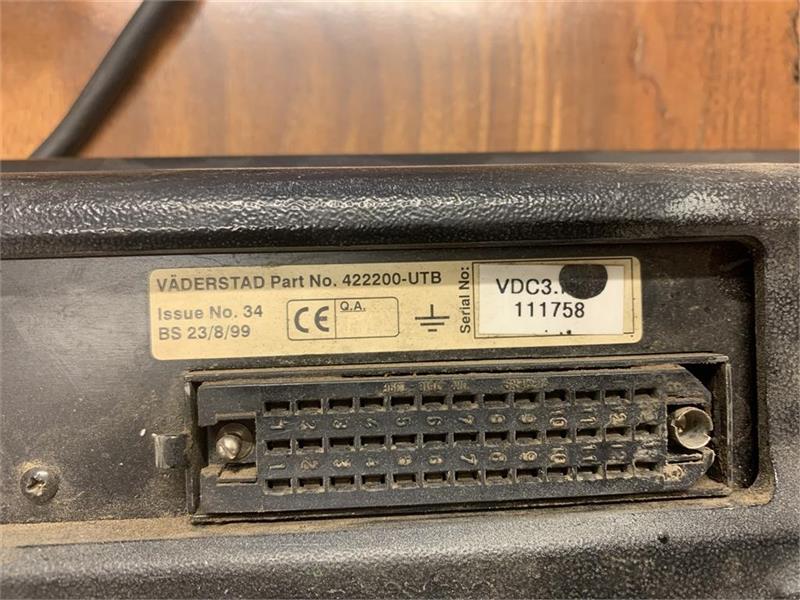 VÄDERSTAD Part No. 422200-UTB
Issue No. 34
BS 23/8/99
CE
Q.A.
Serial No:
111758